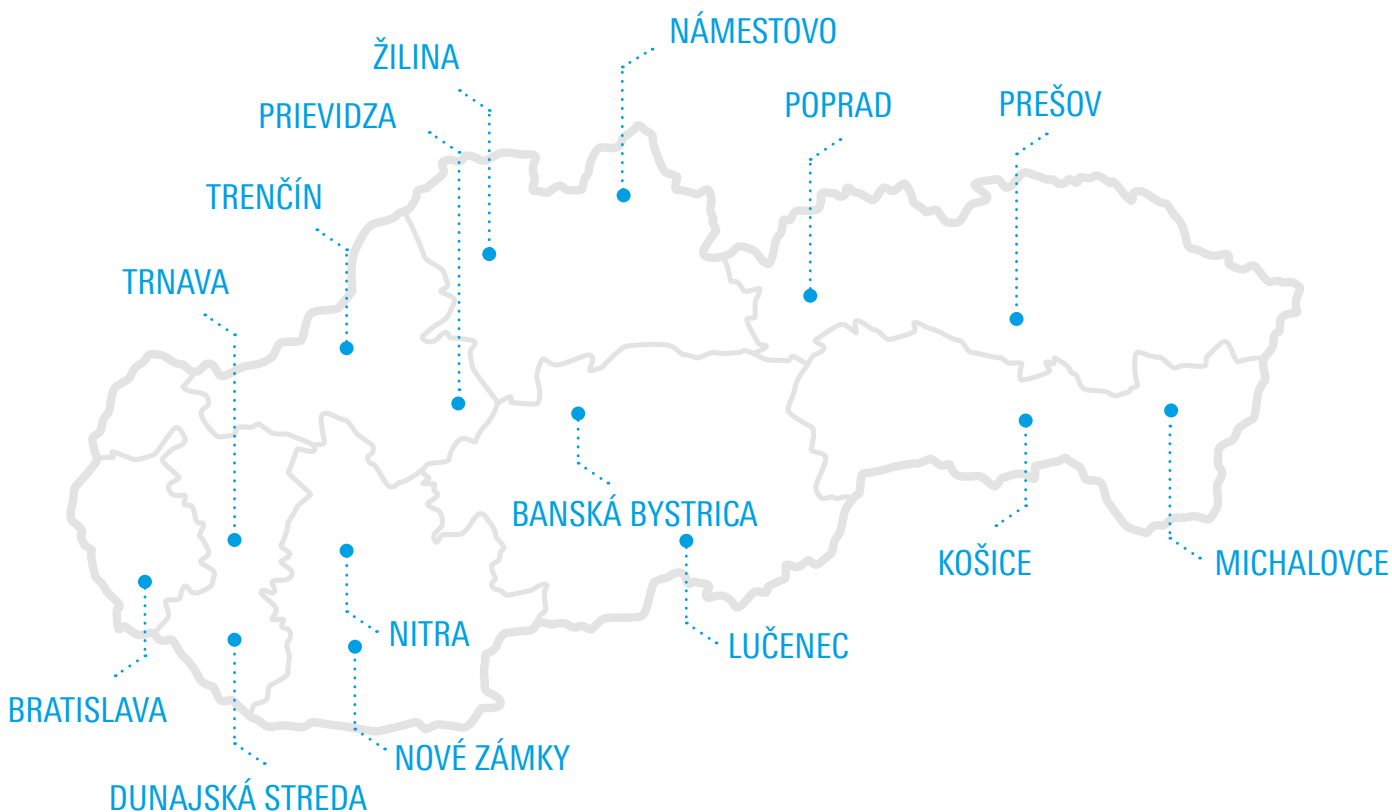 NÁMESTOVO
ŽILINA
POPRAD
PREŠOV
PRIEVIDZA
TRENČÍN
TRNAVA
BANSKÁ BYSTRICA
KOŠICE
MICHALOVCE
NITRA
LUČENEC
BRATISLAVA
NOVÉ ZÁMKY
DUNAJSKÁ STREDA